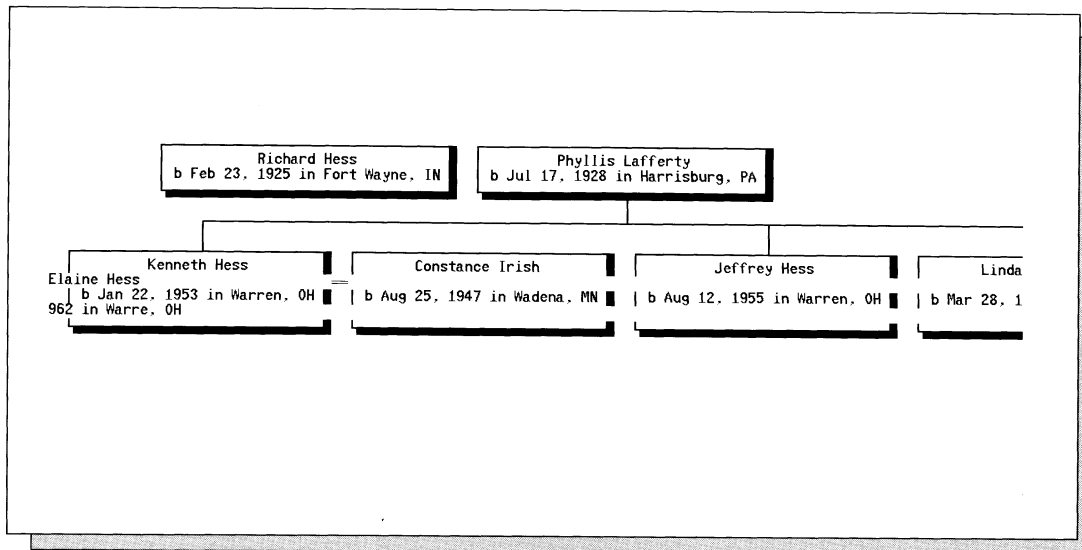 Richard Hess
b Feb 23, 1925 in Fort Wayne, IN
Phyllis Lafferty
b Jul 17, 1928 in Harrisburg, PA
Kenneth Hess
Elaine Hess
b Jan 22, 1953 in Warren, OH
962 in Warre, OH
Constance Irish
b Aug 25, 1947 in Wadena, MN
Jeffrey Hess
b Aug 12, 1955 in Warren, OH
Linda
b Mar 28, 1